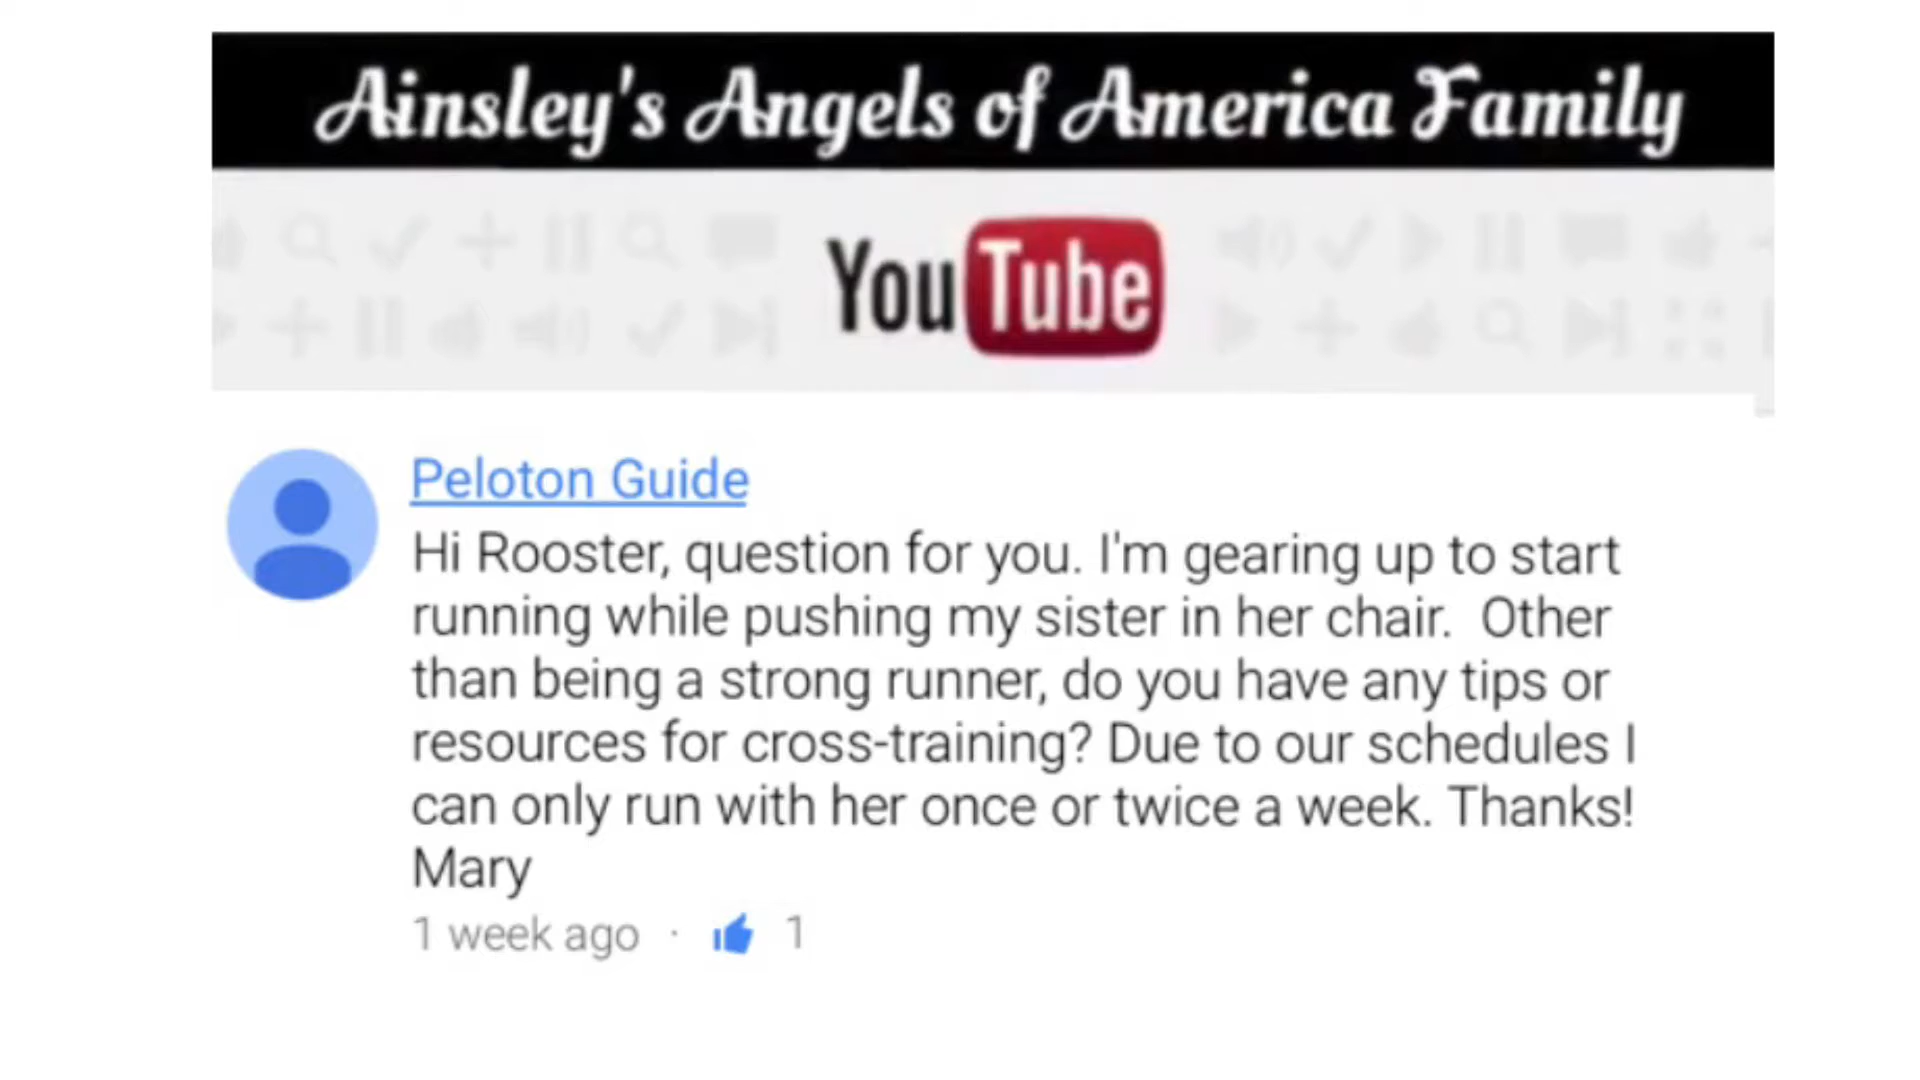 Ainsley's Angels of America Family
YouTube
Peloton Guide
Hi Rooster, question for you. I'm gearing up to start
running while pushing my sister in her chair.  Other
than being a strong runner, do you have any tips or
resources for cross-training? Due to our schedules I
can only run with her once or twice a week. Thanks!
Mary
1 week ago · 1